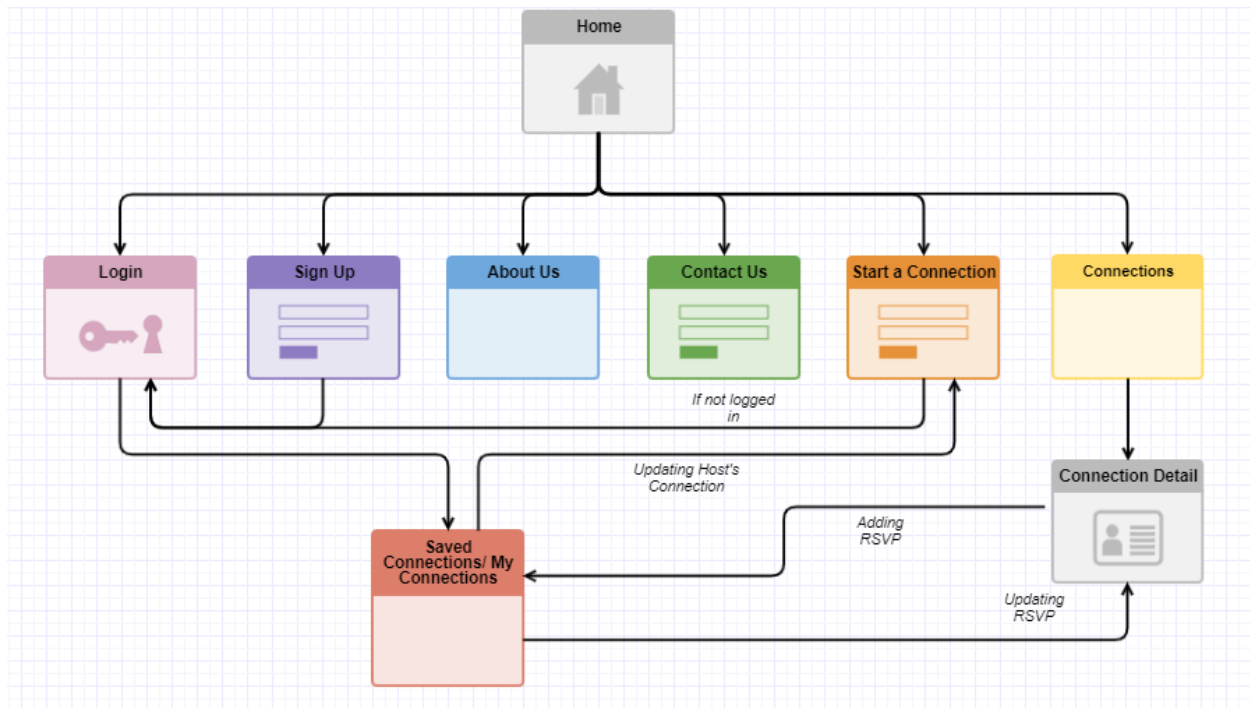 Home
Login
Sign Up
About Us
Contact Us
Start a Connection
Connections
If not logged
in
Updating Host's
Connection
Connection Detail
Adding
RSVP
Saved
Connections/ My
Connections
Updating
RSVP